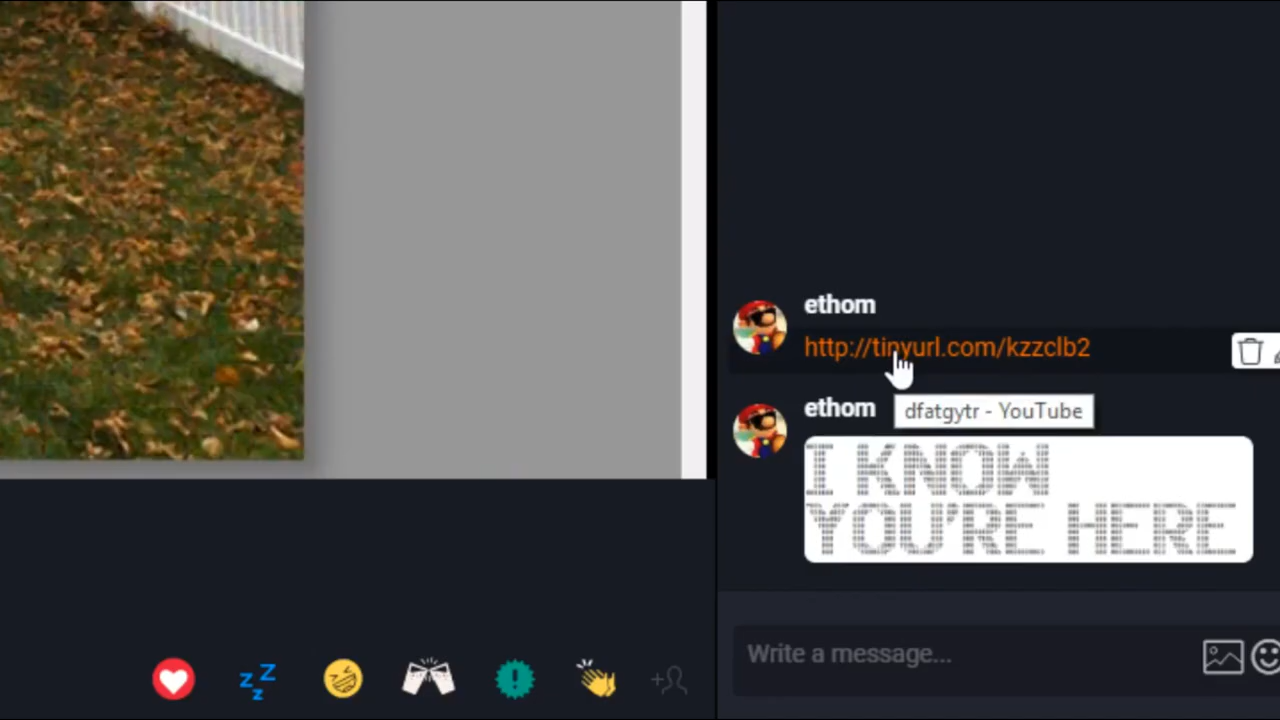 ethom
http://tinyurl.com/kzzclb2
ethom
dfatgytr - YouTube
I KNOW
YOU'RE HERE
Write a message...